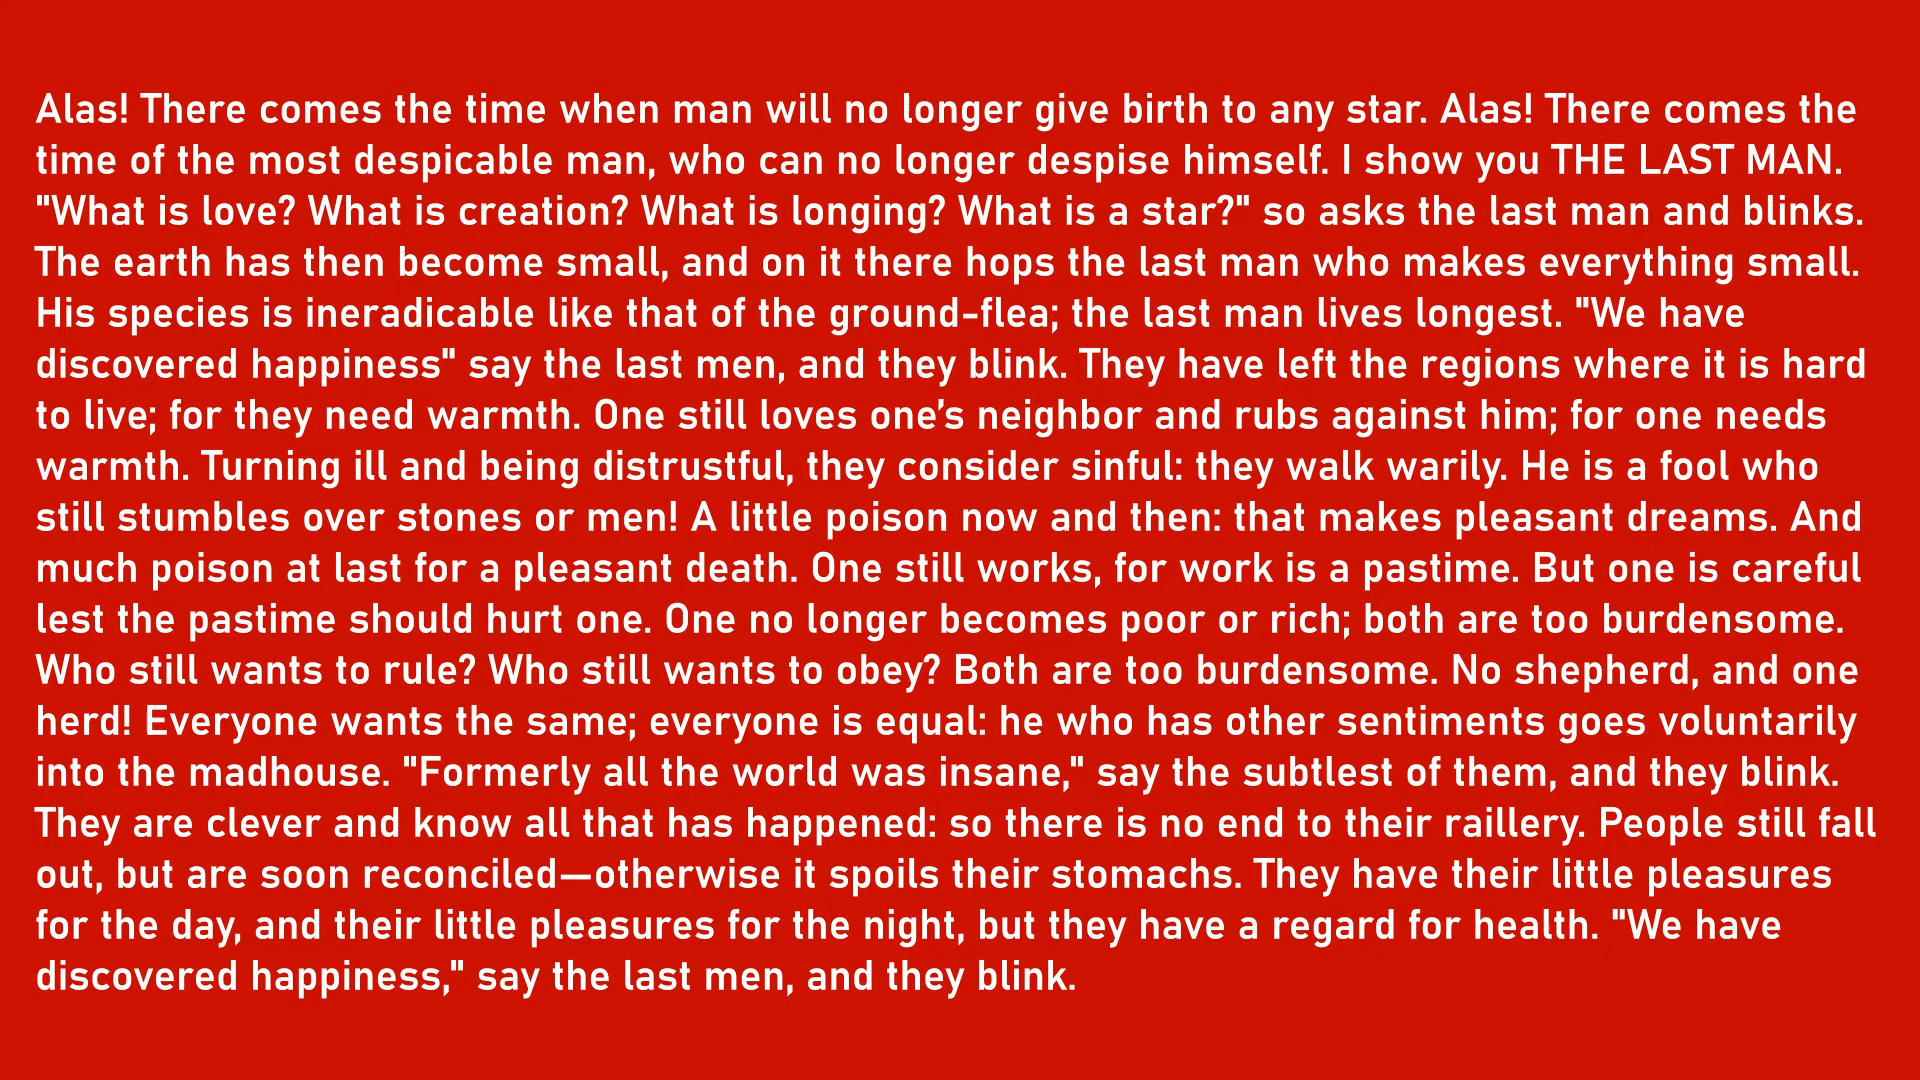 Alas! There comes the time when man will no longer give birth to any star. Alas! There comes the
time of the most despicable man, who can no longer despise himself. I show you THE LAST MAN.
"What is love? What is creation? What is longing? What is a star?" so asks the last man and blinks.
The earth has then become small, and on it there hops the last man who makes everything small.
His species is ineradicable like that of the ground-flea; the last man lives longest. "We have
discovered happiness" say the last men, and they blink. They have left the regions where it is hard
to live; for they need warmth. One still loves one's neighbor and rubs against him; for one needs
warmth. Turning ill and being distrustful, they consider sinful: they walk warily. He is a fool who
still stumbles over stones or men! A little poison now and then: that makes pleasant dreams. And
much poison at last for a pleasant death. One still works, for work is a pastime. But one is careful
lest the pastime should hurt one. One no longer becomes poor or rich; both are too burdensome.
Who still wants to rule? Who still wants to obey? Both are too burdensome. No shepherd, and one
herd! Everyone wants the same; everyone is equal: he who has other sentiments goes voluntarily
into the madhouse. "Formerly all the world was insane," say the subtlest of them, and they blink.
They are clever and know all that has happened: so there is no end to their raillery. People still fall
out, but are soon reconciled—otherwise it spoils their stomachs. They have their little pleasures
for the day, and their little pleasures for the night, but they have a regard for health. "We have
discovered happiness," say the last men, and they blink.